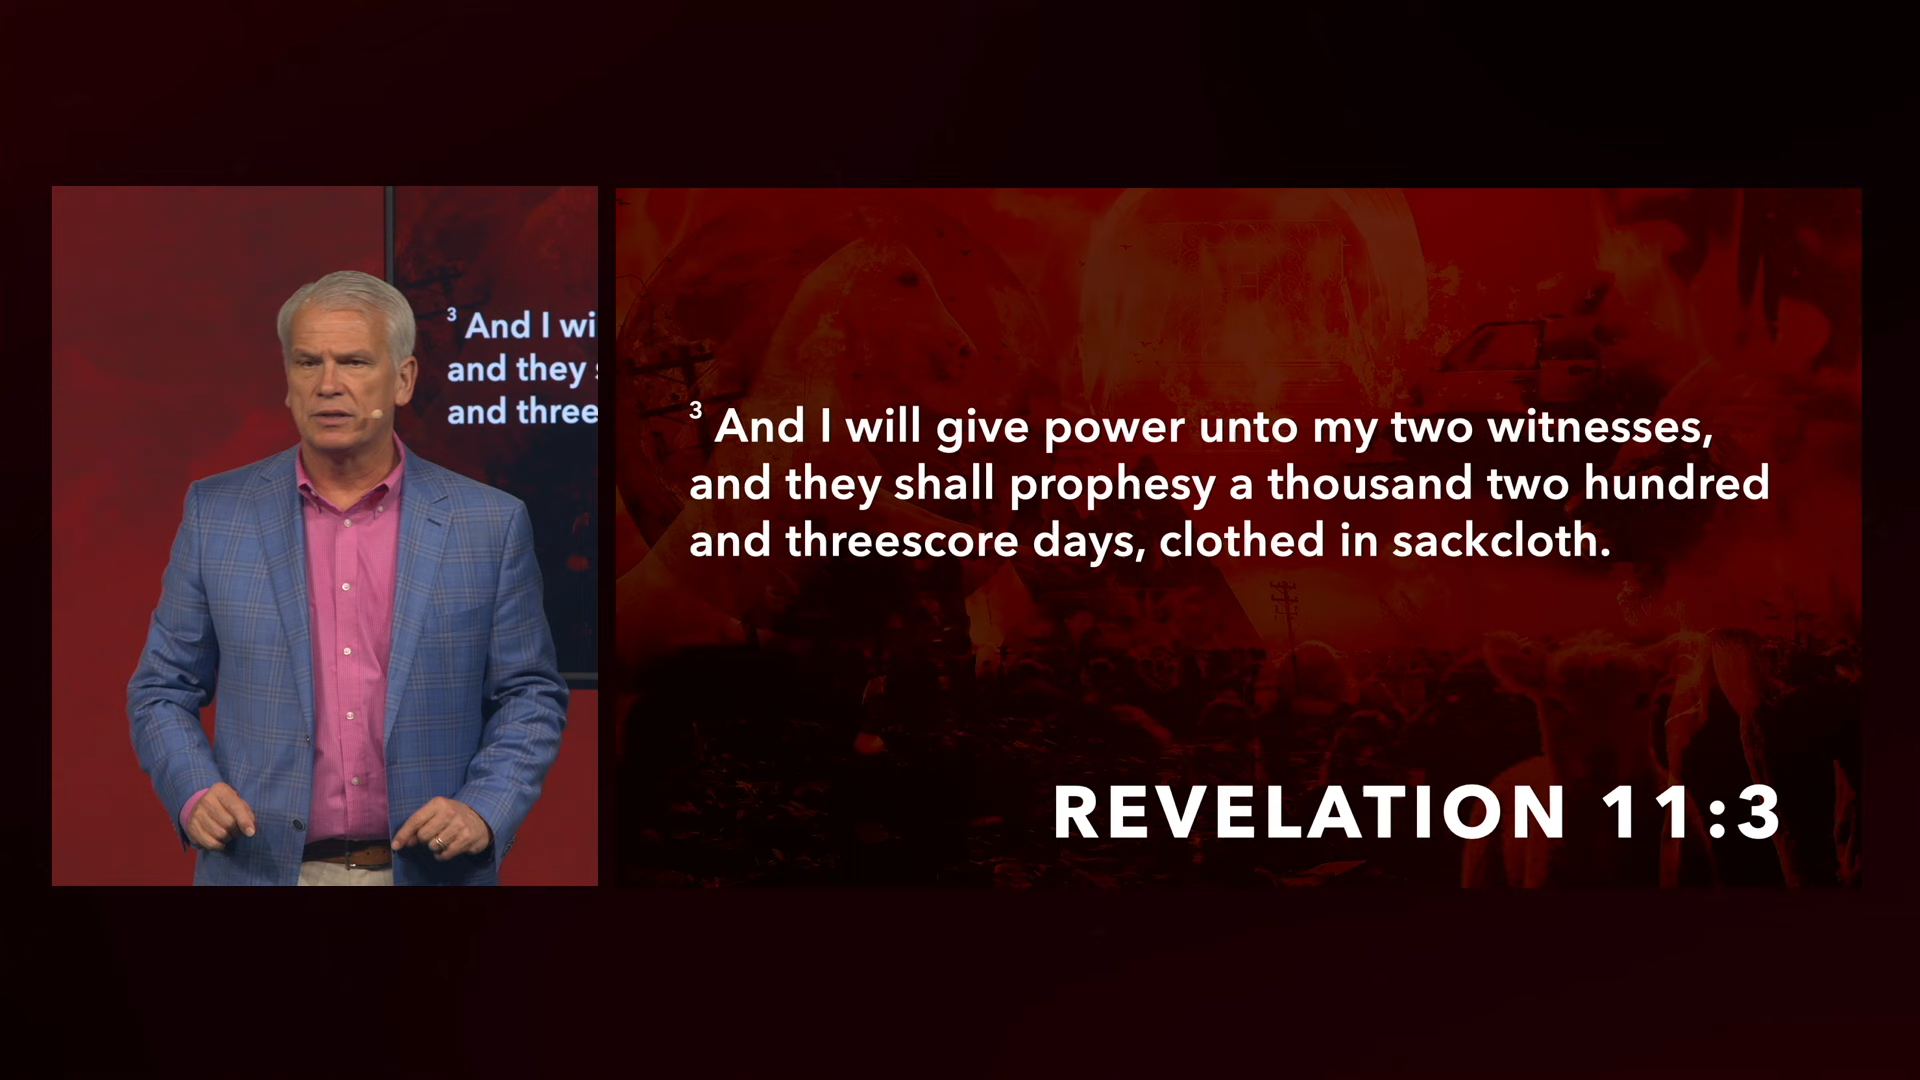 3 And I wi
and they
and three
3 And I will give power unto my two witnesses,
and they shall prophesy a thousand two hundred
and threescore days, clothed in sackcloth.
REVELATION 11:3